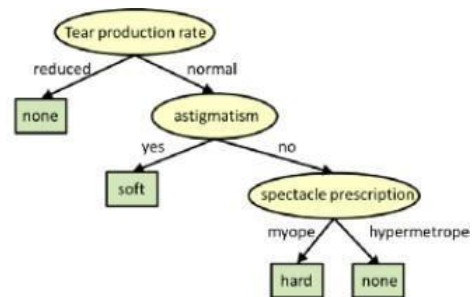 Tear production rate
reduced normal
none
astigmatism
yes no
soft
spectacle prescription
myope hypermetrope
hard none